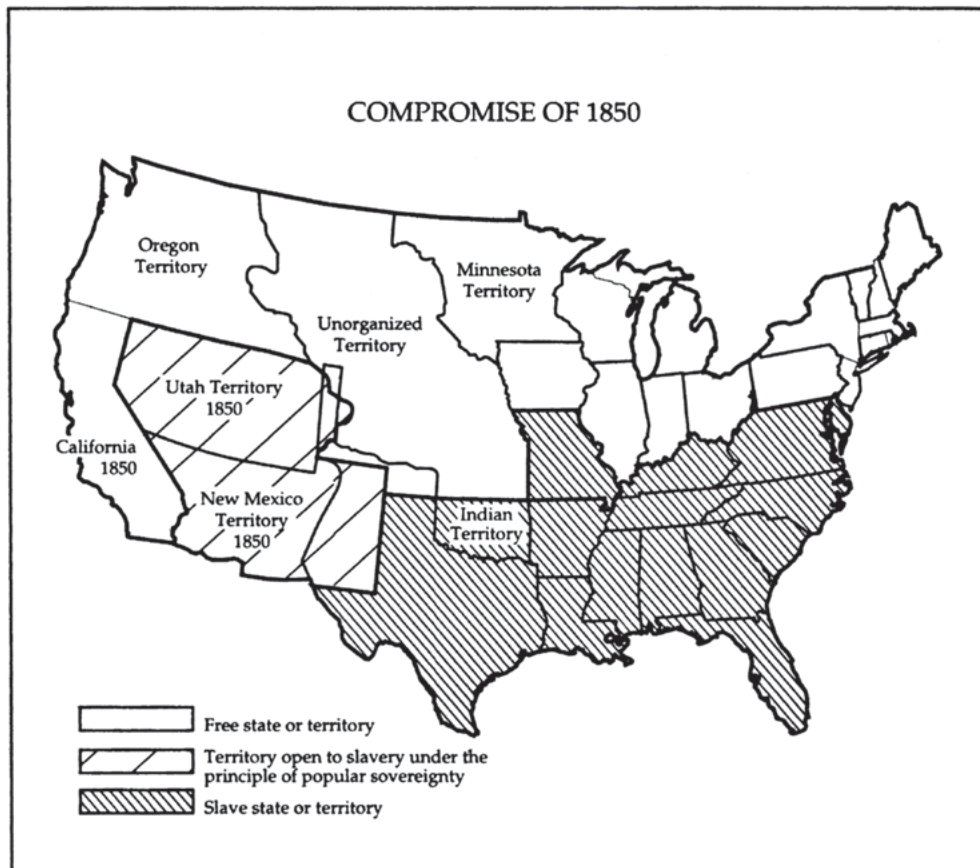 COMPROMISE OF 1850
Oregon
Territory
Minnesota
Territory
Unorganized
Territory
Utah Territory
1850
California
1850
New Mexico
Territory
1850
Indian
Territory
Free state or territory
Territory open to slavery under the
principle of popular sovereignty
Slave state or territory